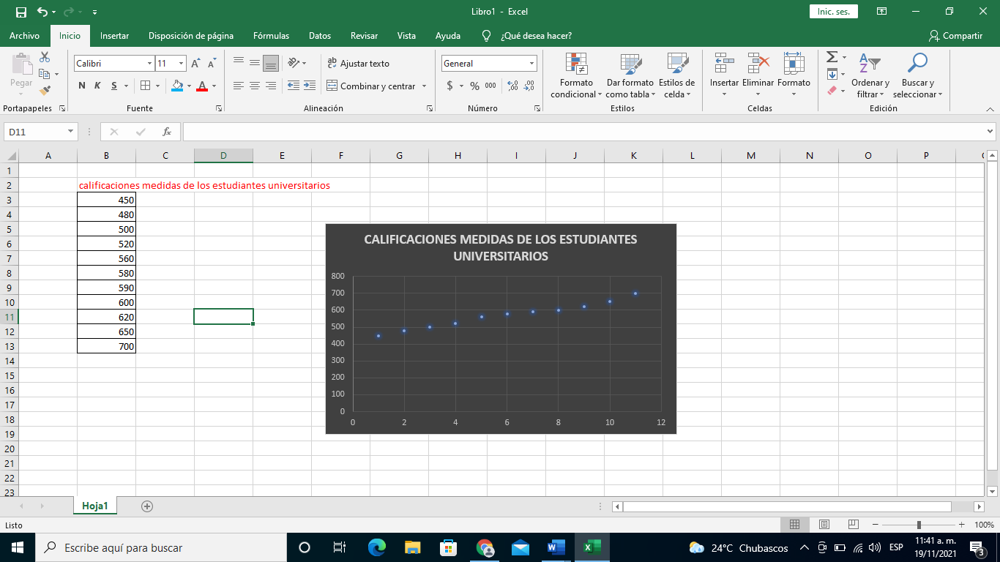 Libro1 - Excel
Inic. ses.
Archivo Inicio Insertar Disposición de página Fórmulas Datos Revisar Vista Ayuda ¿Qué desea hacer? Compartir
Pegar
Calibri 11
N K S
ab Ajustar texto
Combinar y centrar
General
$ % 000
Formato condicional
Dar formato como tabla
Estilos de celda
Insertar Eliminar Formato
Ordenar y filtrar
Buscar y seleccionar
Portapapeles Fuente Alineación Número Estilos Celdas Edición
D11 fx
A B C D E F G H I J K L M N O P
1
2 calificaciones medidas de los estudiantes universitarios
3 450
4 480
5 500
6 520
7 560
8 580
9 590
10 600
11 620
12 650
13 700
14
15
16
17
18
19
20
21
22
23
CALIFICACIONES MEDIDAS DE LOS ESTUDIANTES
UNIVERSITARIOS
800
700
600
500
400
300
200
100
0
0 2 4 6 8 10 12
Hoja1
Listo 100%
Escribe aquí para buscar
24°C Chubascos
ESP
11:41 a. m.
19/11/2021
3